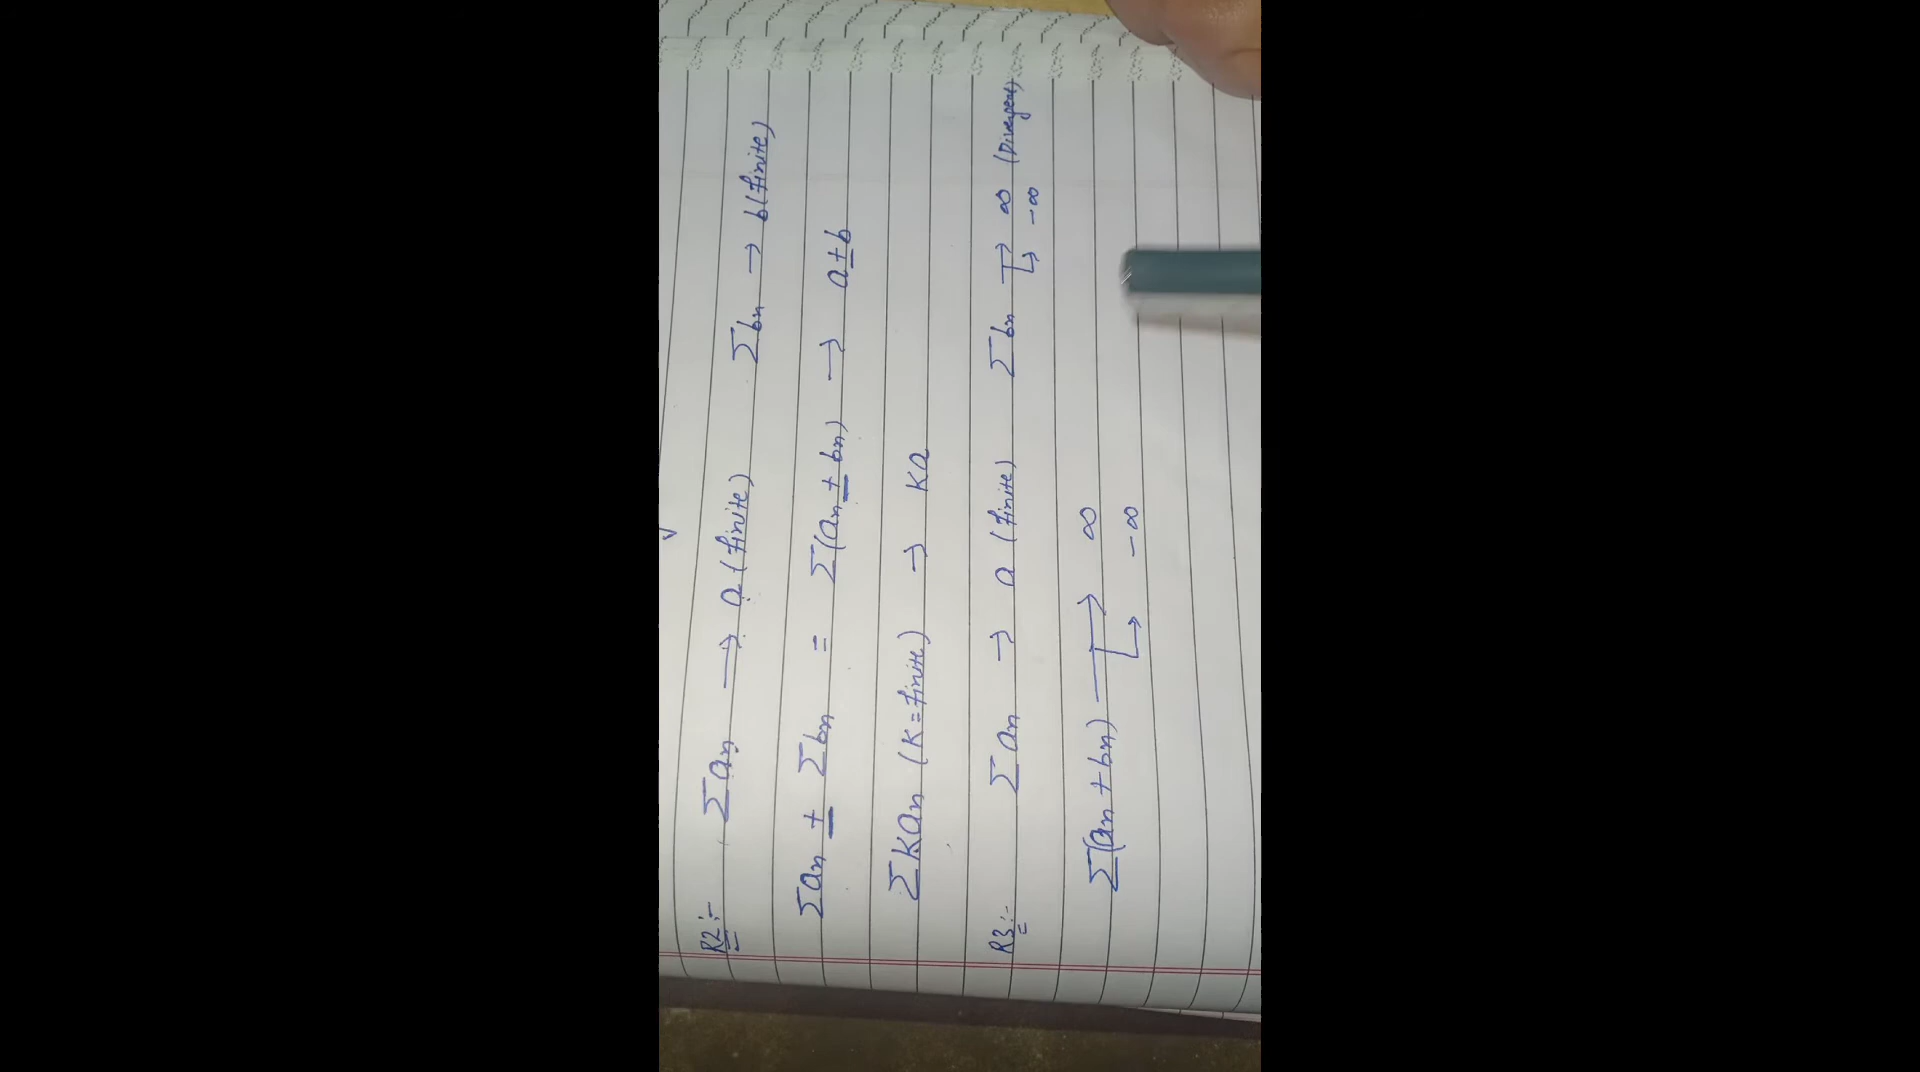 R2:- Σan → a (finite) Σbn → b (finite)
Σan ± Σbn = Σ(an ± bn) → a ± b
ΣKan (K = finite) → Ka
R3:- Σan → a (finite) Σbn → ∞ (Divergent)
↳ -∞
Σ(an + bn) → ∞
↳ -∞